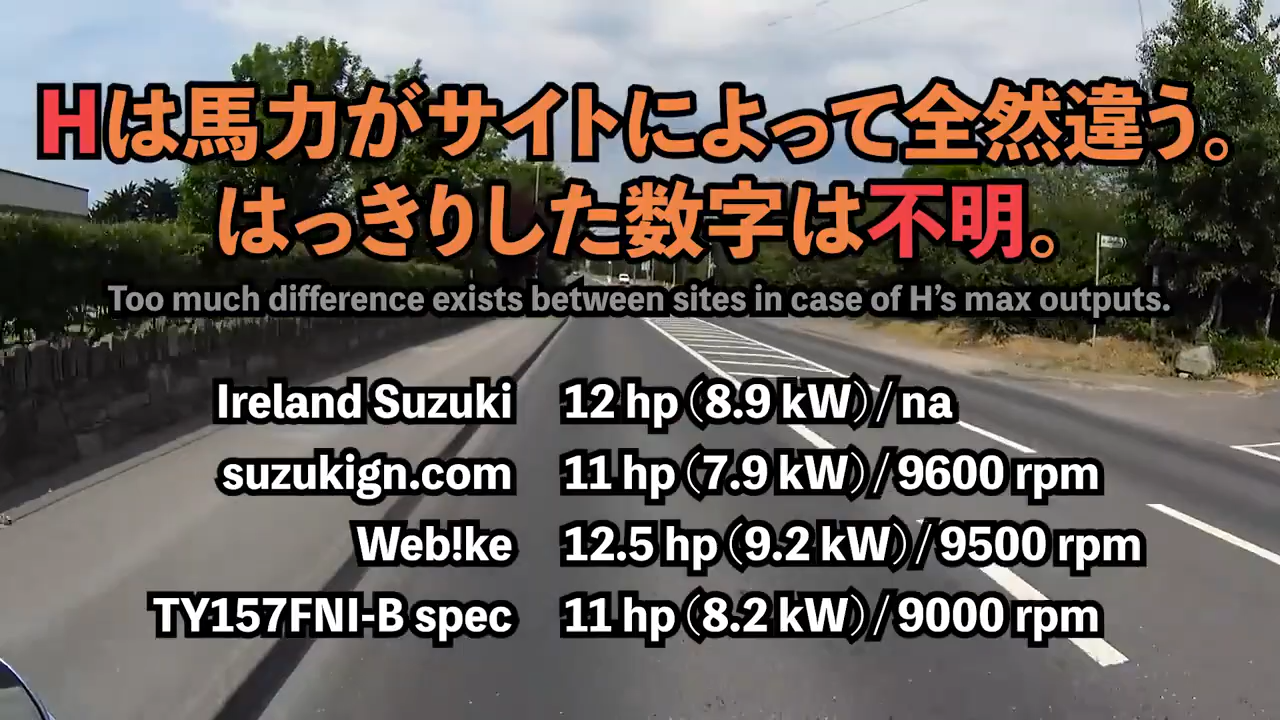 Hは馬力がサイトによって全然違う。
はっきりした数字は不明。
Too much difference exists between sites in case of H’s max outputs.
Ireland Suzuki 12 hp (8.9 kW) / na
suzukign.com 11 hp (7.9 kW) / 9600 rpm
Web!ke 12.5 hp (9.2 kW) / 9500 rpm
TY157FNI-B spec 11 hp (8.2 kW) / 9000 rpm